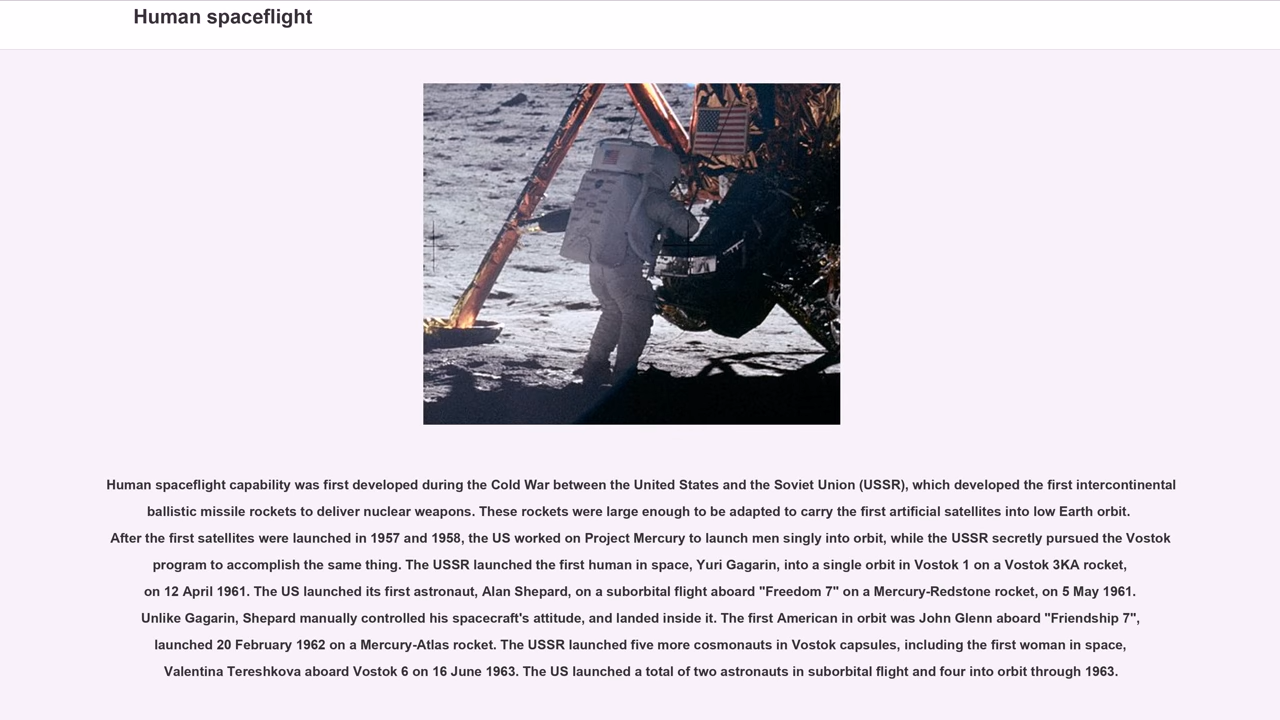 Human spaceflight
Human spaceflight capability was first developed during the Cold War between the United States and the Soviet Union (USSR), which developed the first intercontinental
ballistic missile rockets to deliver nuclear weapons. These rockets were large enough to be adapted to carry the first artificial satellites into low Earth orbit.
After the first satellites were launched in 1957 and 1958, the US worked on Project Mercury to launch men singly into orbit, while the USSR secretly pursued the Vostok
program to accomplish the same thing. The USSR launched the first human in space, Yuri Gagarin, into a single orbit in Vostok 1 on a Vostok 3KA rocket,
on 12 April 1961. The US launched its first astronaut, Alan Shepard, on a suborbital flight aboard "Freedom 7" on a Mercury-Redstone rocket, on 5 May 1961.
Unlike Gagarin, Shepard manually controlled his spacecraft's attitude, and landed inside it. The first American in orbit was John Glenn aboard "Friendship 7",
launched 20 February 1962 on a Mercury-Atlas rocket. The USSR launched five more cosmonauts in Vostok capsules, including the first woman in space,
Valentina Tereshkova aboard Vostok 6 on 16 June 1963. The US launched a total of two astronauts in suborbital flight and four into orbit through 1963.